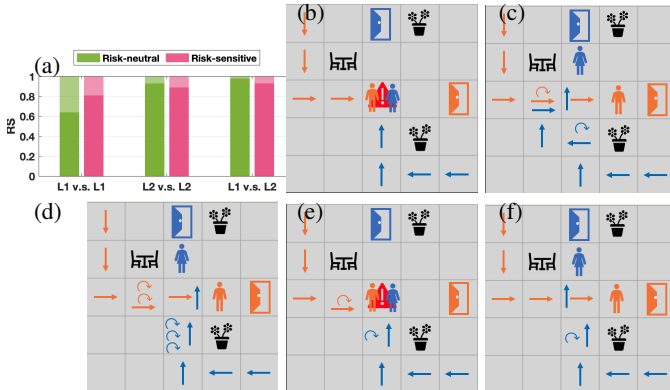 (a)
Risk-neutral
Risk-sensitive
RS
1
0.8
0.6
0.4
0.2
0
L1 v.s. L1
L2 v.s. L2
L1 v.s. L2
(b)
(c)
(d)
(e)
(f)